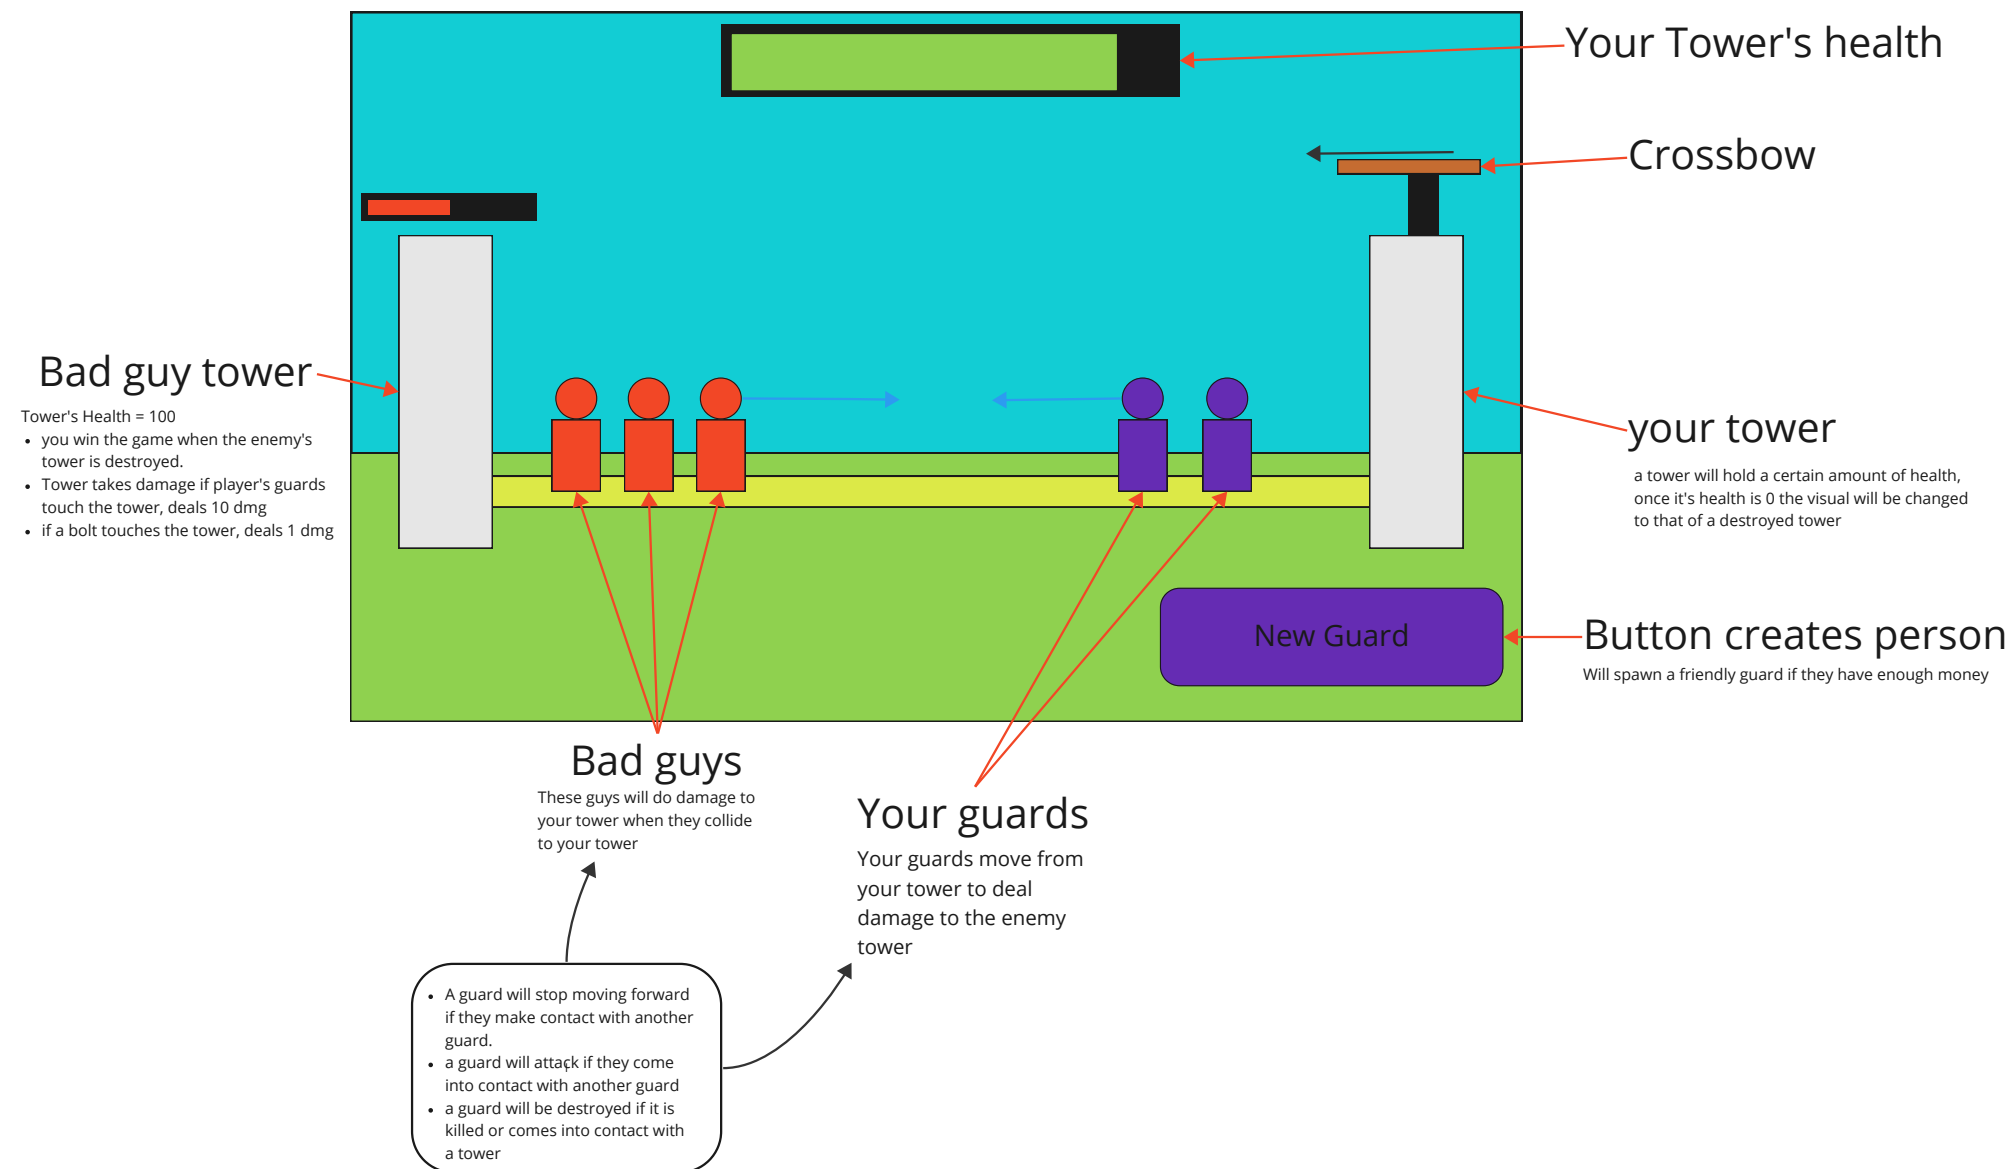 Your Tower's health
Crossbow
Bad guy tower
Tower's Health = 100
• you win the game when the enemy's
tower is destroyed.
• Tower takes damage if player's guards
touch the tower, deals 10 dmg
• if a bolt touches the tower, deals 1 dmg
your tower
a tower will hold a certain amount of health,
once it's health is 0 the visual will be changed
to that of a destroyed tower
New Guard
Button creates person
Will spawn a friendly guard if they have enough money
Bad guys
These guys will do damage to
your tower when they collide
to your tower
Your guards
Your guards move from
your tower to deal
damage to the enemy
tower
• A guard will stop moving forward
if they make contact with another
guard.
• a guard will attack if they come
into contact with another guard
• a guard will be destroyed if it is
killed or comes into contact with
a tower